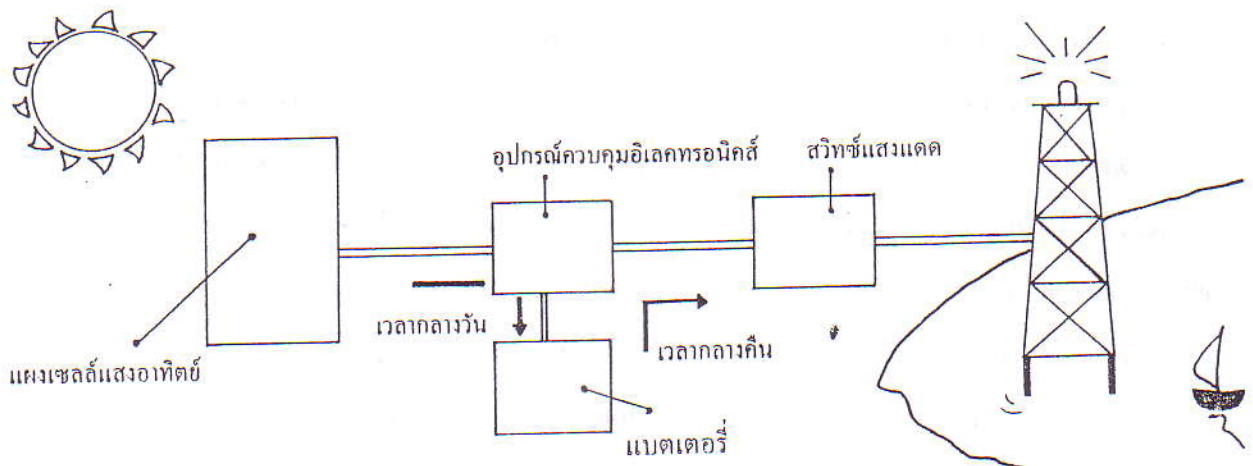 อุปกรณ์ควบคุมอิเลคทรอนิคส์
สวิทซ์แสงแดด
เวลากลางวัน
เวลากลางคืน
แผงเซลล์แสงอาทิตย์
แบตเตอรี่